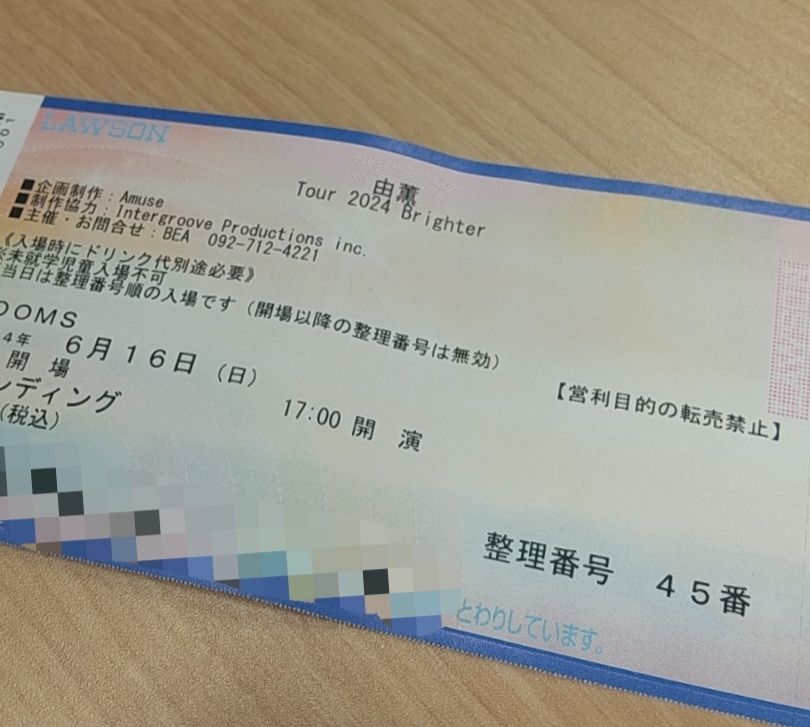 LAWSON
由薫
Tour 2024 Brighter
■企画制作：Amuse
■制作協力：Intergroove Productions inc.
■主催・お問合せ：BEA 092-712-4221
《入場時にドリンク代別途必要》
※未就学児童入場不可
当日は整理番号順の入場です（開場以降の整理番号は無効）
OOMS
4年 6月16日（日）
開場
17:00 開演
ンディング
(税込)
【営利目的の転売禁止】
整理番号 45番
とわりしています。